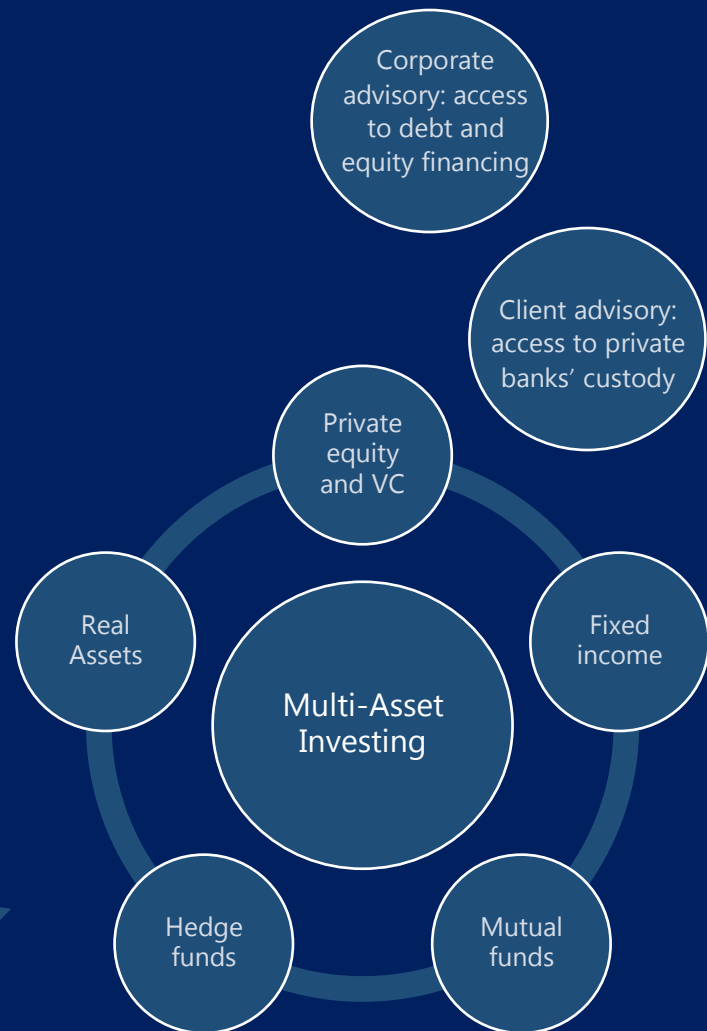 Corporate
advisory: access
to debt and
equity financing
Client advisory:
access to private
banks’ custody
Private
equity
and VC
Real
Assets
Fixed
income
Multi-Asset
Investing
Hedge
funds
Mutual
funds